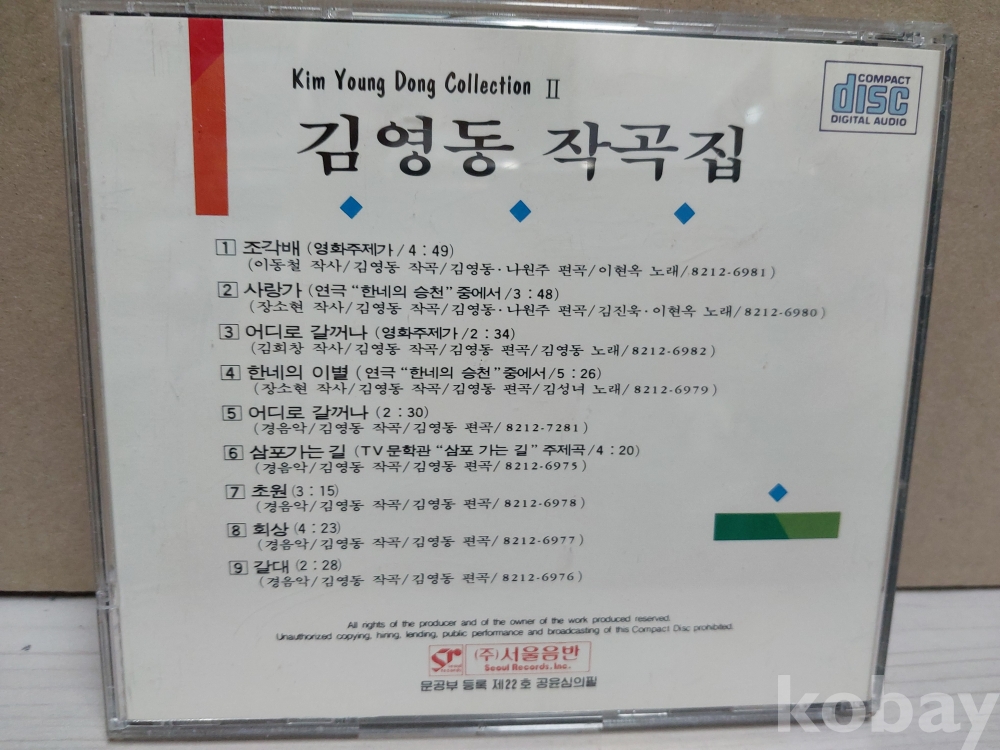 Kim Young Dong Collection II
COMPACT
disc
DIGITAL AUDIO
김영동 작곡집
1 조각배 (영화주제가/4 : 49)
(이동철 작사/김영동 작곡/김영동·나원주 편곡/이현옥 노래/8212-6981)
2 사랑가 (연극 “한네의 승천” 중에서/3 : 48)
(장소현 작사/김영동 작곡/김영동·나원주 편곡/김진욱·이현옥 노래/8212-6980)
3 어디로 갈꺼나 (영화주제가/2 : 34)
(김희창 작사/김영동 작곡/김영동 편곡/김영동 노래/8212-6982)
4 한네의 이별 (연극 “한네의 승천”중에서/5 : 26)
(장소현 작사/김영동 작곡/김영동 편곡/김성녀 노래/8212-6979)
5 어디로 갈꺼나 (2 : 30)
(경음악/김영동 작곡/김영동 편곡/8212-7281)
6 삼포가는 길 (TV문학관 “삼포 가는 길” 주제곡/4 : 20)
(경음악/김영동 작곡/김영동 편곡/8212-6975)
7 초원 (3 : 15)
(경음악/김영동 작곡/김영동 편곡/8212-6978)
8 회상 (4 : 23)
(경음악/김영동 작곡/김영동 편곡/8212-6977)
9 갈대 (2 : 28)
(경음악/김영동 작곡/김영동 편곡/8212-6976)
All rights of the producer and of the owner of the work produced reserved.
Unauthorized copying, hiring, lending, public performance and broadcasting of this Compact Disc prohibited.
sr seoul records
(주)서울음반
Seoul Records. Inc.
문공부 등록 제22호 공윤심의필
kobay